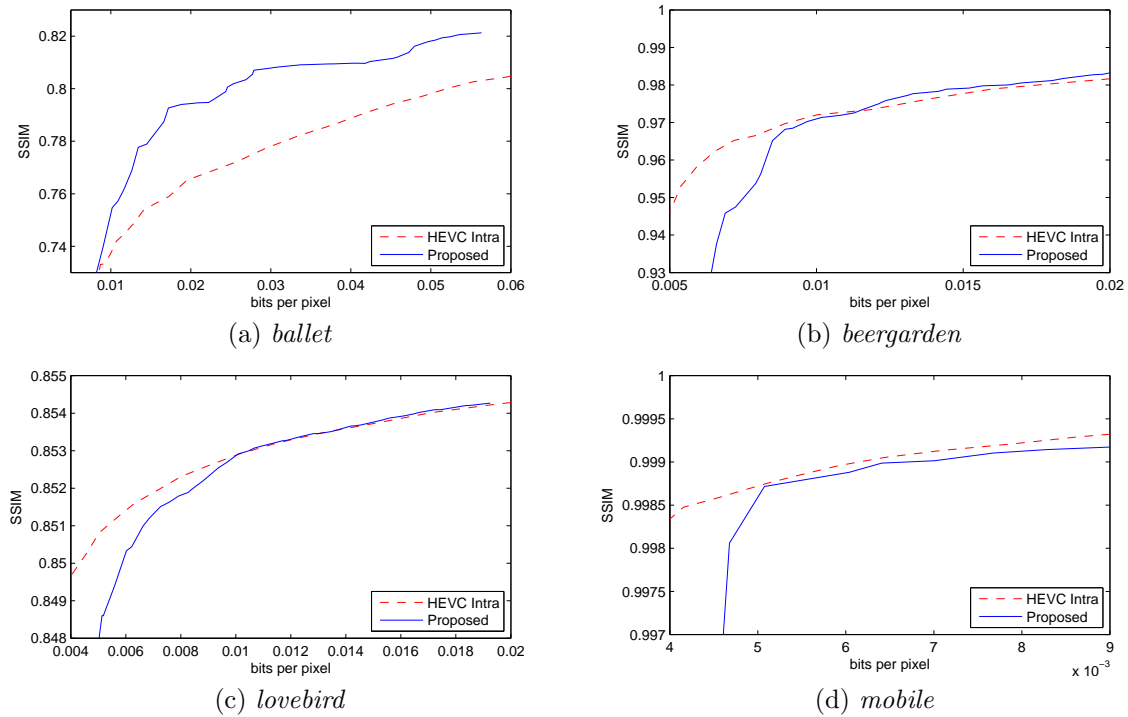 0.82
0.8
0.78
0.76
0.74
SSIM
0.01
0.02
0.03
0.04
0.05
0.06
bits per pixel
HEVC Intra
Proposed
(a) ballet
1
0.99
0.98
0.97
0.96
0.95
0.94
0.93
SSIM
0.005
0.01
0.015
0.02
bits per pixel
HEVC Intra
Proposed
(b) beergarden
0.855
0.854
0.853
0.852
0.851
0.85
0.849
0.848
SSIM
0.004
0.006
0.008
0.01
0.012
0.014
0.016
0.018
0.02
bits per pixel
HEVC Intra
Proposed
(c) lovebird
1
0.9995
0.999
0.9985
0.998
0.9975
0.997
SSIM
4
5
6
7
8
9
bits per pixel
x 10⁻³
HEVC Intra
Proposed
(d) mobile